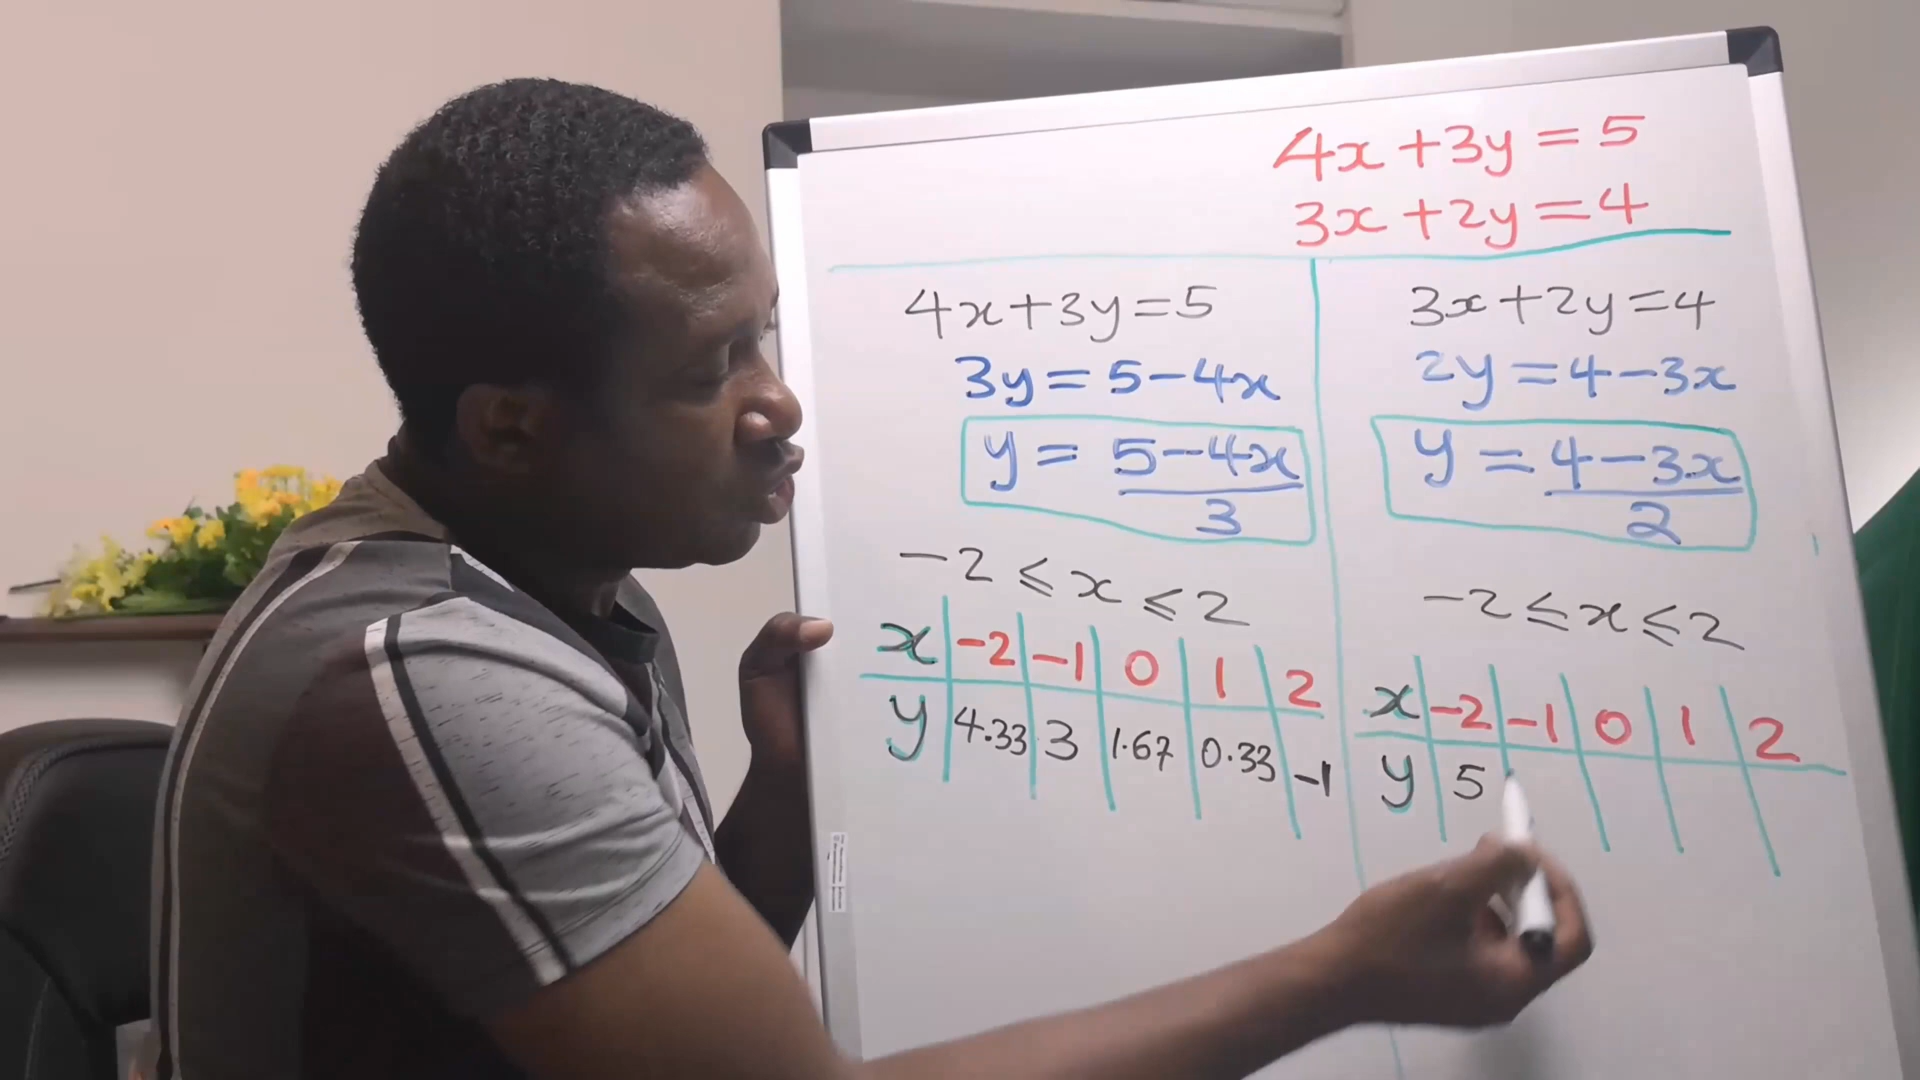 4x+3y=5
3x+2y=4
4x+3y=5
3y=5-4x
y=5-4x/3
-2≤x≤2
x -2 -1 0 1 2
y 4.33 3 1.67 0.33 -1
3x+2y=4
2y=4-3x
y=4-3x/2
-2≤x≤2
x -2 -1 0 1 2
y 5